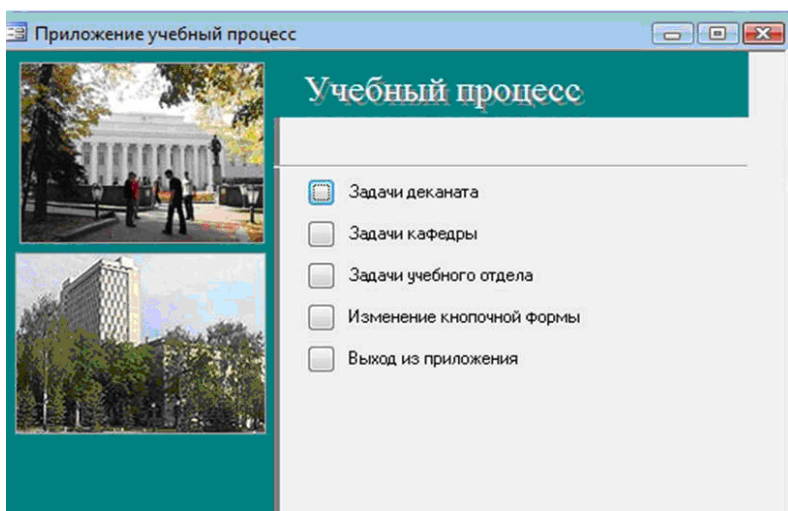 Приложение учебный процесс
Учебный процесс
Задачи деканата
Задачи кафедры
Задачи учебного отдела
Изменение кнопочной формы
Выход из приложения